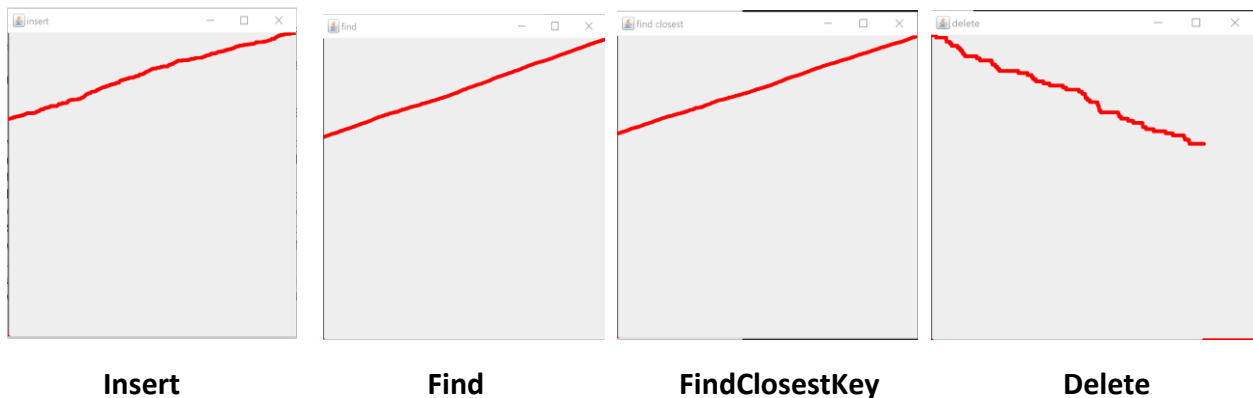 insert
find
find closest
delete
Insert
Find
FindClosestKey
Delete